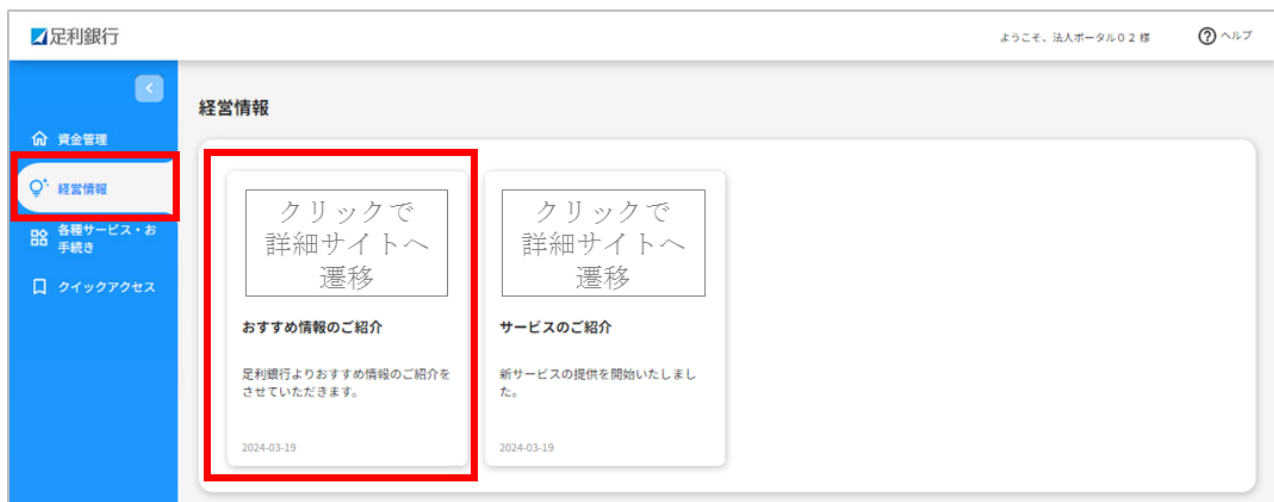 足利銀行
ようこそ、法人ポータル02 様
ヘルプ
資金管理
経営情報
各種サービス・お
手続き
クイックアクセス
経営情報
クリックで
詳細サイトへ
遷移
おすすめ情報のご紹介
足利銀行よりおすすめ情報のご紹介を
させていただきます。
2024-03-19
クリックで
詳細サイトへ
遷移
サービスのご紹介
新サービスの提供を開始いたしまし
た。
2024-03-19